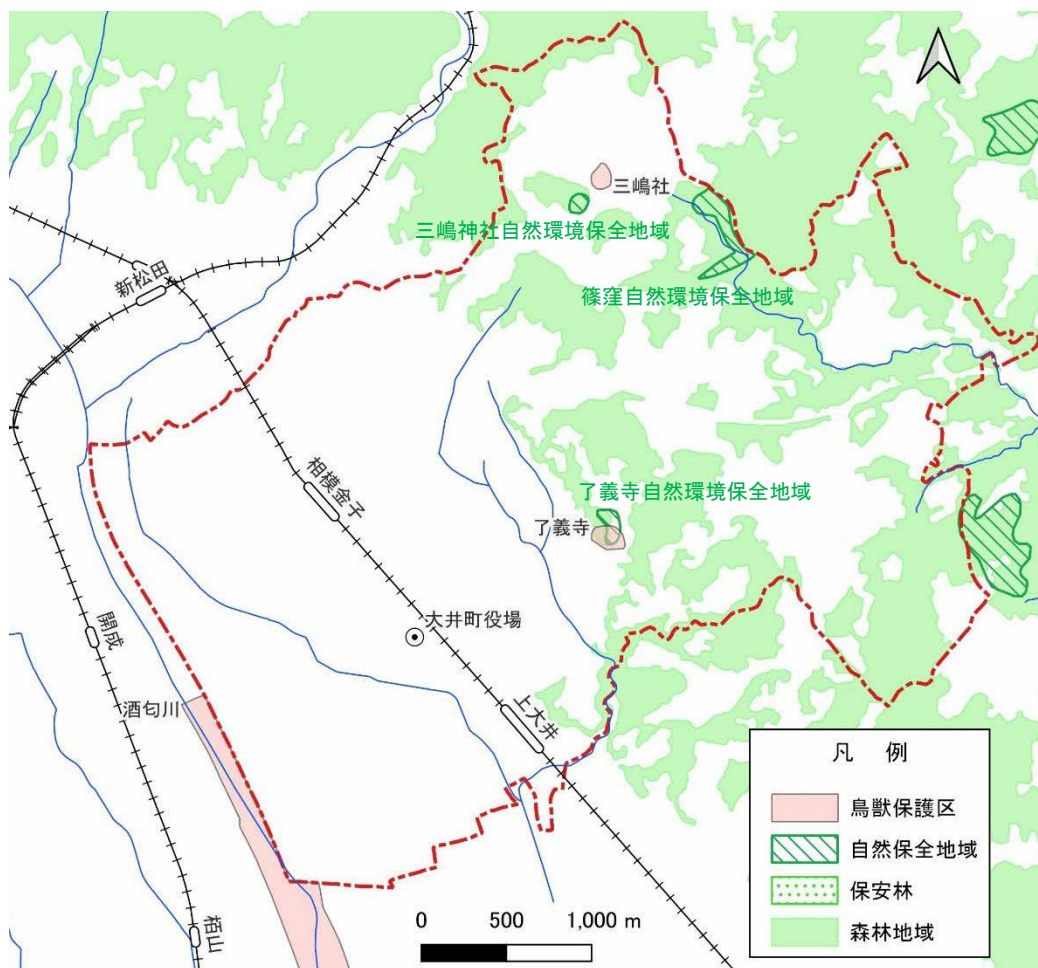 三嶋社
三嶋神社自然環境保全地域
新松田
篠窪自然環境保全地域
相模金子
了義寺自然環境保全地域
了義寺
大井町役場
開成
酒匂川
上大井
栢山
凡 例
鳥獣保護区
自然保全地域
保安林
森林地域
0 500 1,000 m